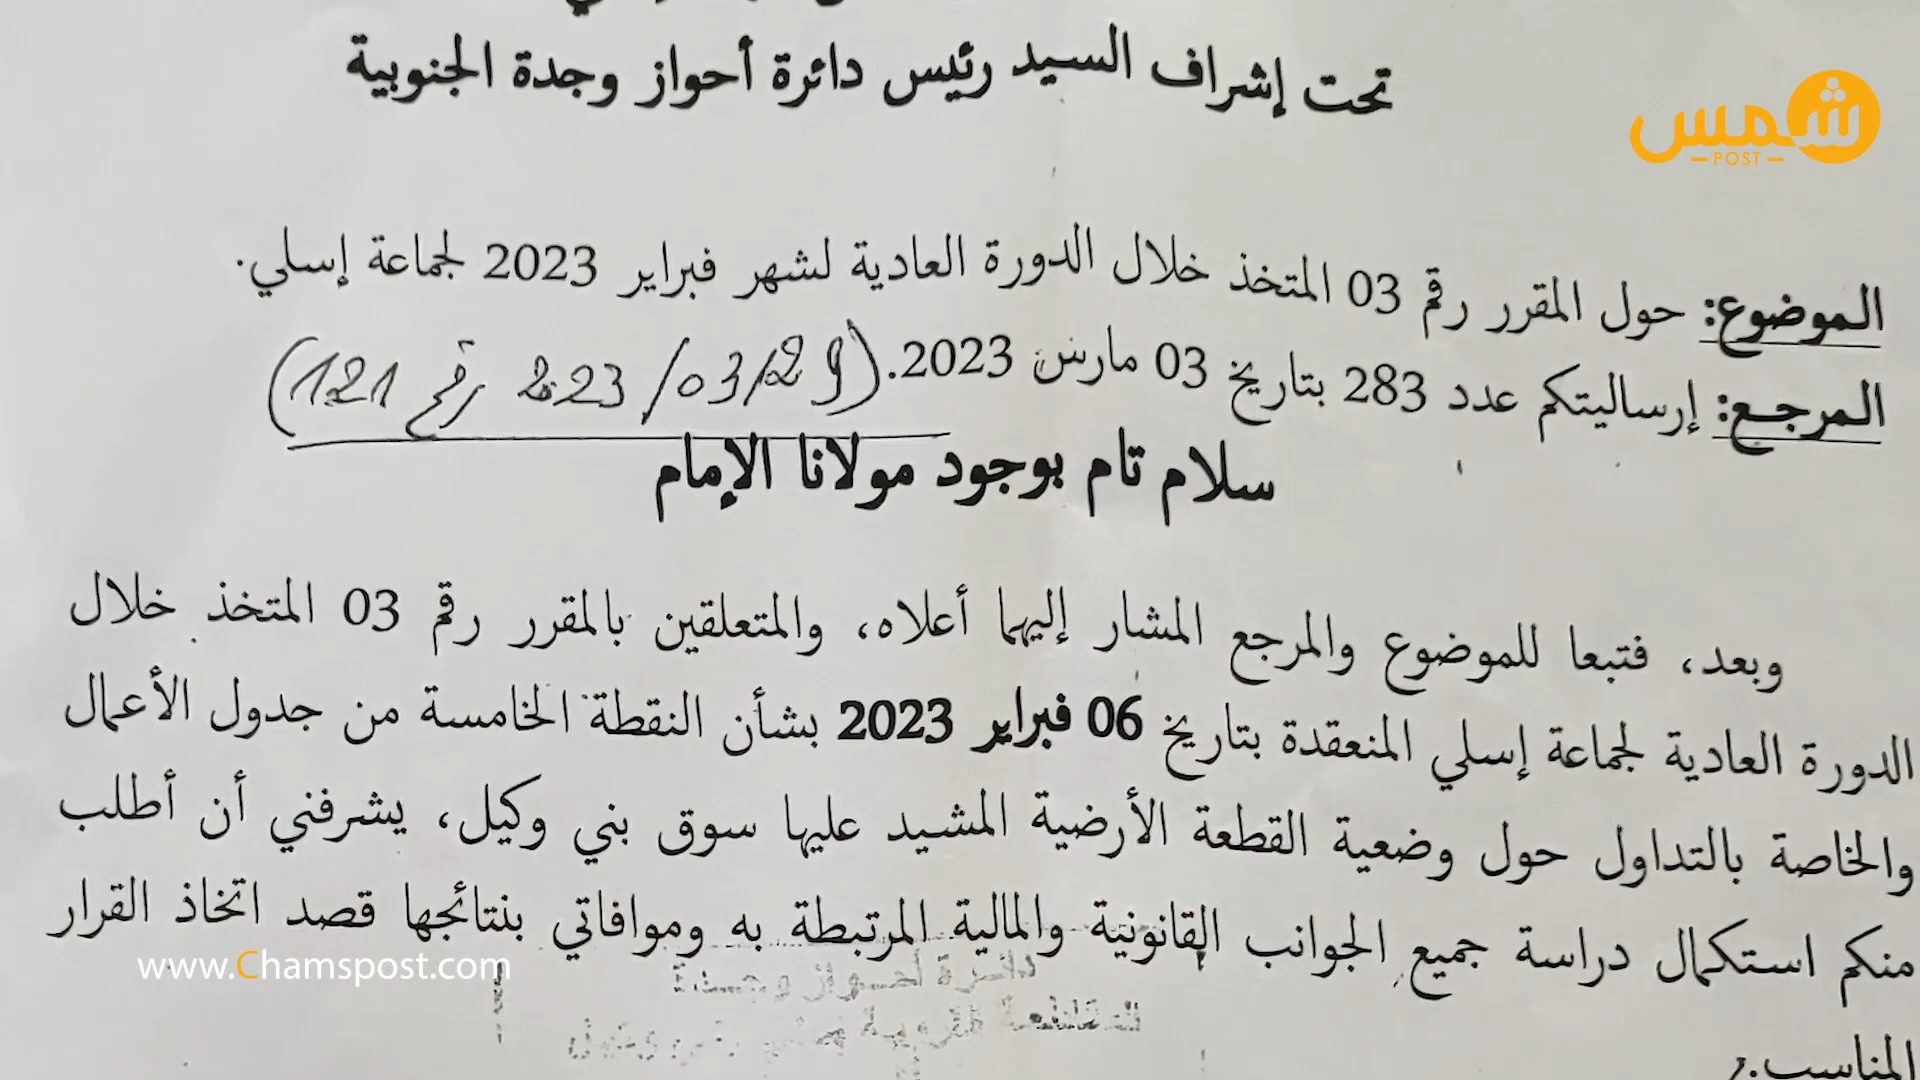 تحت إشراف السيد رئيس دائرة أحواز وجدة الجنوبية
شمس
POST
الموضوع: حول المقرر رقم 03 المتخذ خلال الدورة العادية لشهر فبراير 2023 لجماعة إسلي.
المرجع: إرساليتكم عدد 283 بتاريخ 03 مارس 2023. (29/03/2023 رقم 121)
سلام تام بوجود مولانا الإمام
وبعد، فتبعا للموضوع والمرجع المشار إليهما أعلاه، والمتعلقين بالمقرر رقم 03 المتخذ خلال
الدورة العادية لجماعة إسلي المنعقدة بتاريخ 06 فبراير 2023 بشأن النقطة الخامسة من جدول الأعمال
والخاصة بالتداول حول وضعية القطعة الأرضية المشيد عليها سوق بني وكيل، يشرفني أن أطلب
منكم استكمال دراسة جميع الجوانب القانونية والمالية المرتبطة به وموافاتي بنتائجها قصد اتخاذ القرار
المناسب.
www.Chamspost.com